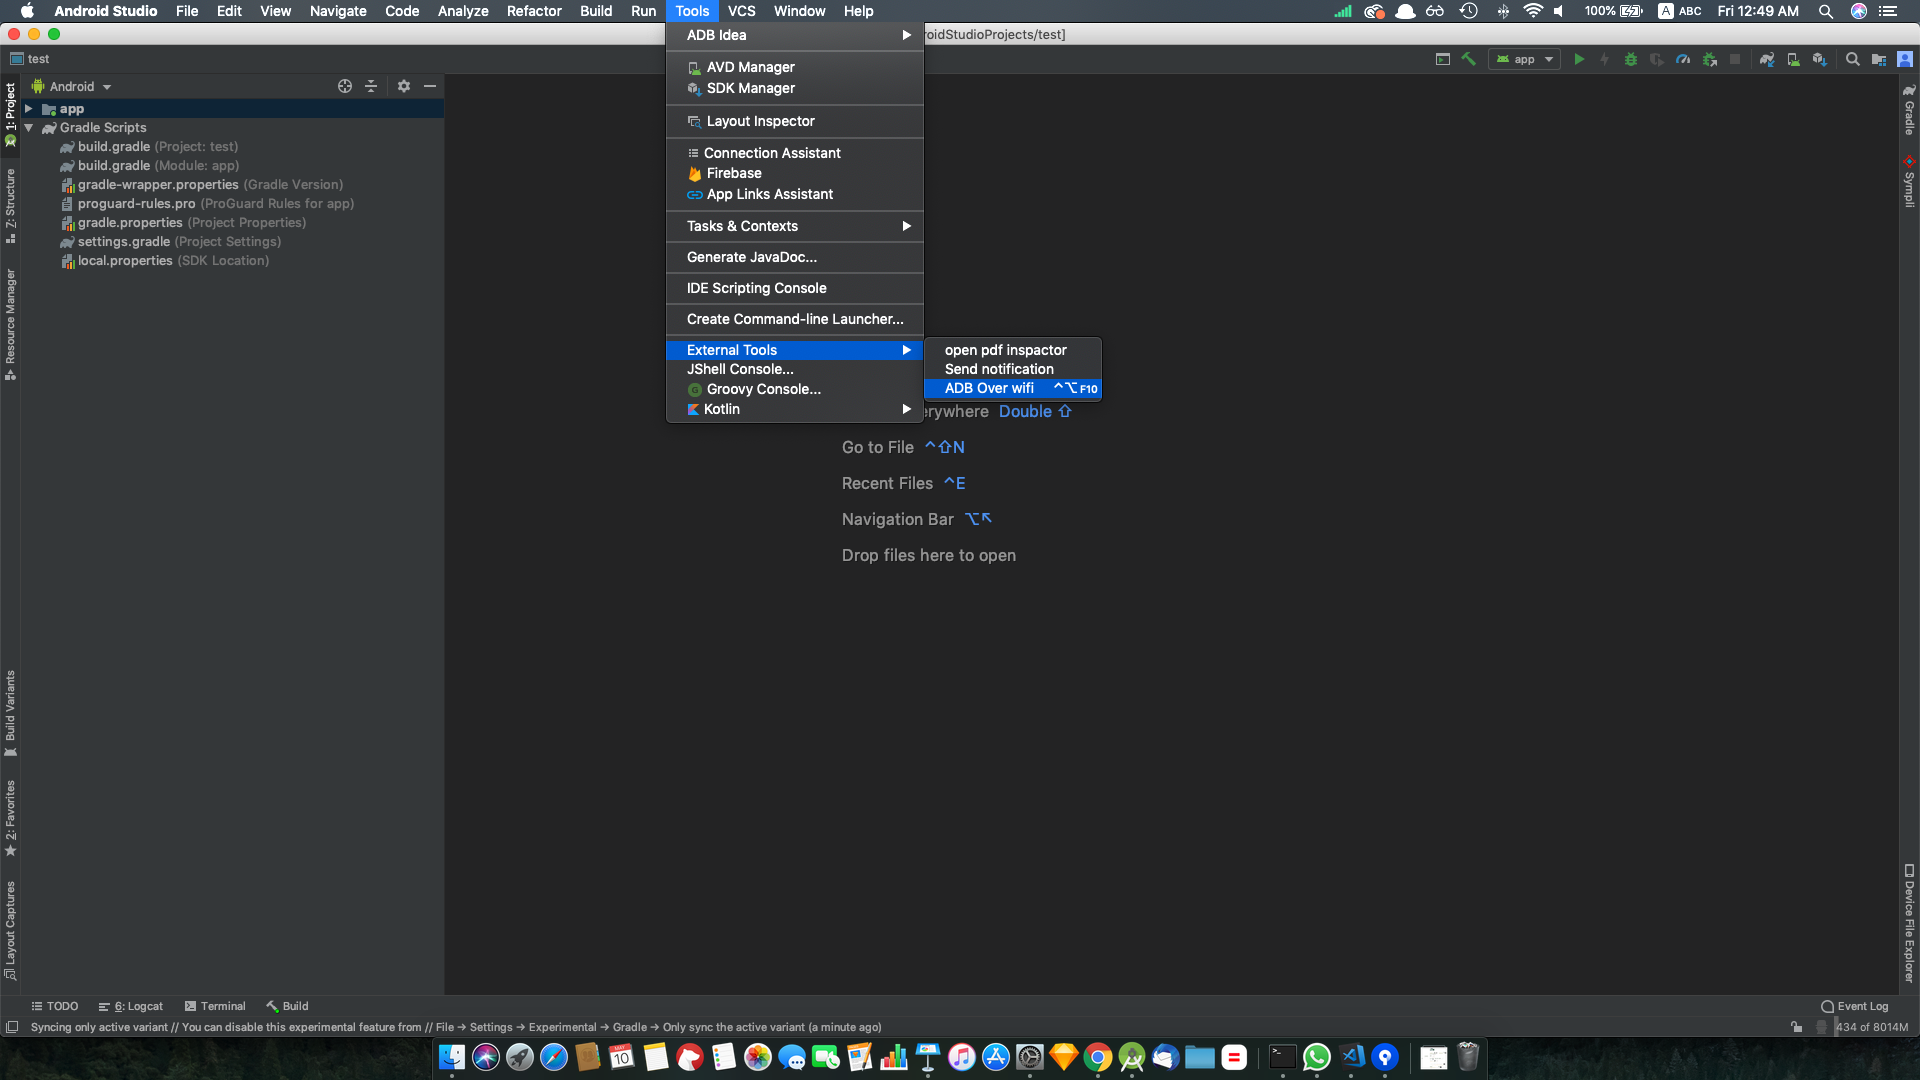 Android Studio File Edit View Navigate Code Analyze Refactor Build Run Tools VCS Window Help 100% A ABC Fri 12:49 AM
oidStudioProjects/test]
test
app
Android
app
Gradle Scripts
build.gradle (Project: test)
build.gradle (Module: app)
gradle-wrapper.properties (Gradle Version)
proguard-rules.pro (ProGuard Rules for app)
gradle.properties (Project Properties)
settings.gradle (Project Settings)
local.properties (SDK Location)
1: Project
Z: Structure
Resource Manager
Build Variants
2: Favorites
Layout Captures
ADB Idea
AVD Manager
SDK Manager
Layout Inspector
Connection Assistant
Firebase
App Links Assistant
Tasks & Contexts
Generate JavaDoc...
IDE Scripting Console
Create Command-line Launcher...
External Tools
JShell Console...
G Groovy Console...
Kotlin
open pdf inspactor
Send notification
ADB Over wifi ^⌥F10
erywhere Double ⇧
Go to File ^⇧N
Recent Files ^E
Navigation Bar ⌥↖
Drop files here to open
Gradle
Sympli
Device File Explorer
TODO 6: Logcat Terminal Build Event Log
Syncing only active variant // You can disable this experimental feature from // File → Settings → Experimental → Gradle → Only sync the active variant (a minute ago) 434 of 8014M
MAY
10